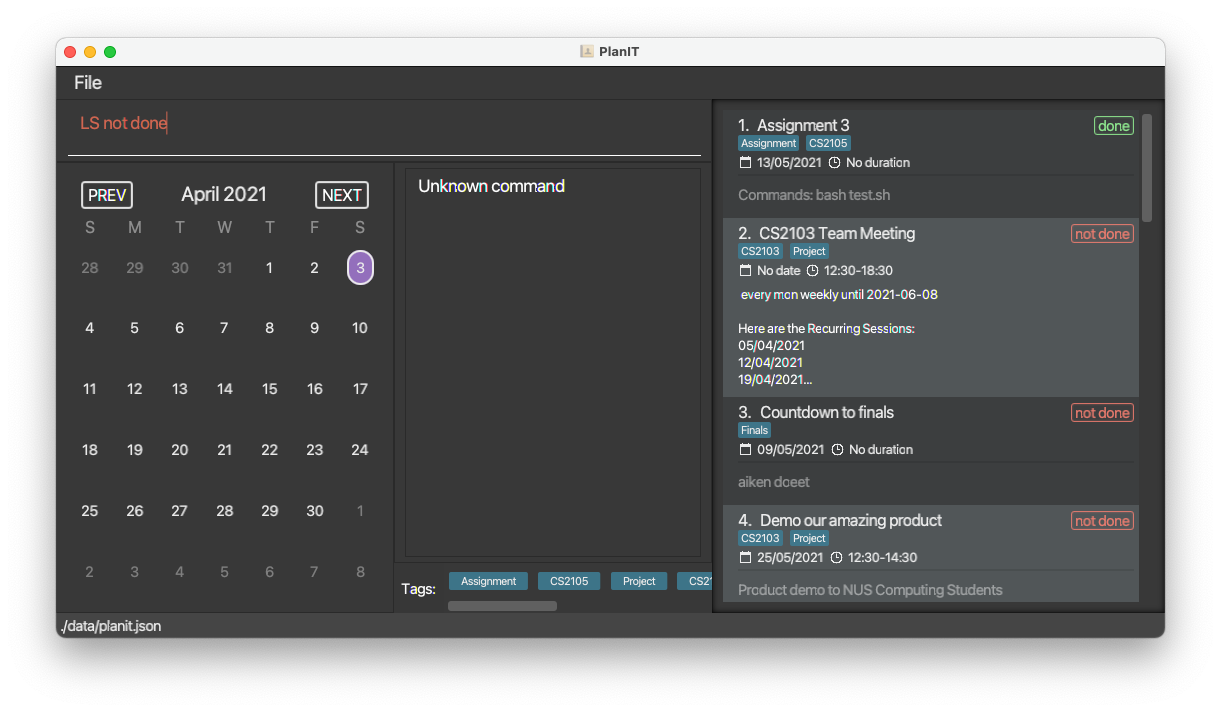 PlanIT
File
LS not done
PREV April 2021 NEXT
S M T W T F S
28 29 30 31 1 2 3
4 5 6 7 8 9 10
11 12 13 14 15 16 17
18 19 20 21 22 23 24
25 26 27 28 29 30 1
2 3 4 5 6 7 8
Unknown command
Tags: Assignment CS2105 Project CS21
1. Assignment 3 done
Assignment CS2105
13/05/2021 No duration
Commands: bash test.sh
2. CS2103 Team Meeting not done
CS2103 Project
No date 12:30-18:30
every mon weekly until 2021-06-08
Here are the Recurring Sessions:
05/04/2021
12/04/2021
19/04/2021...
3. Countdown to finals not done
Finals
09/05/2021 No duration
aiken doeet
4. Demo our amazing product not done
CS2103 Project
25/05/2021 12:30-14:30
Product demo to NUS Computing Students
./data/planit.json